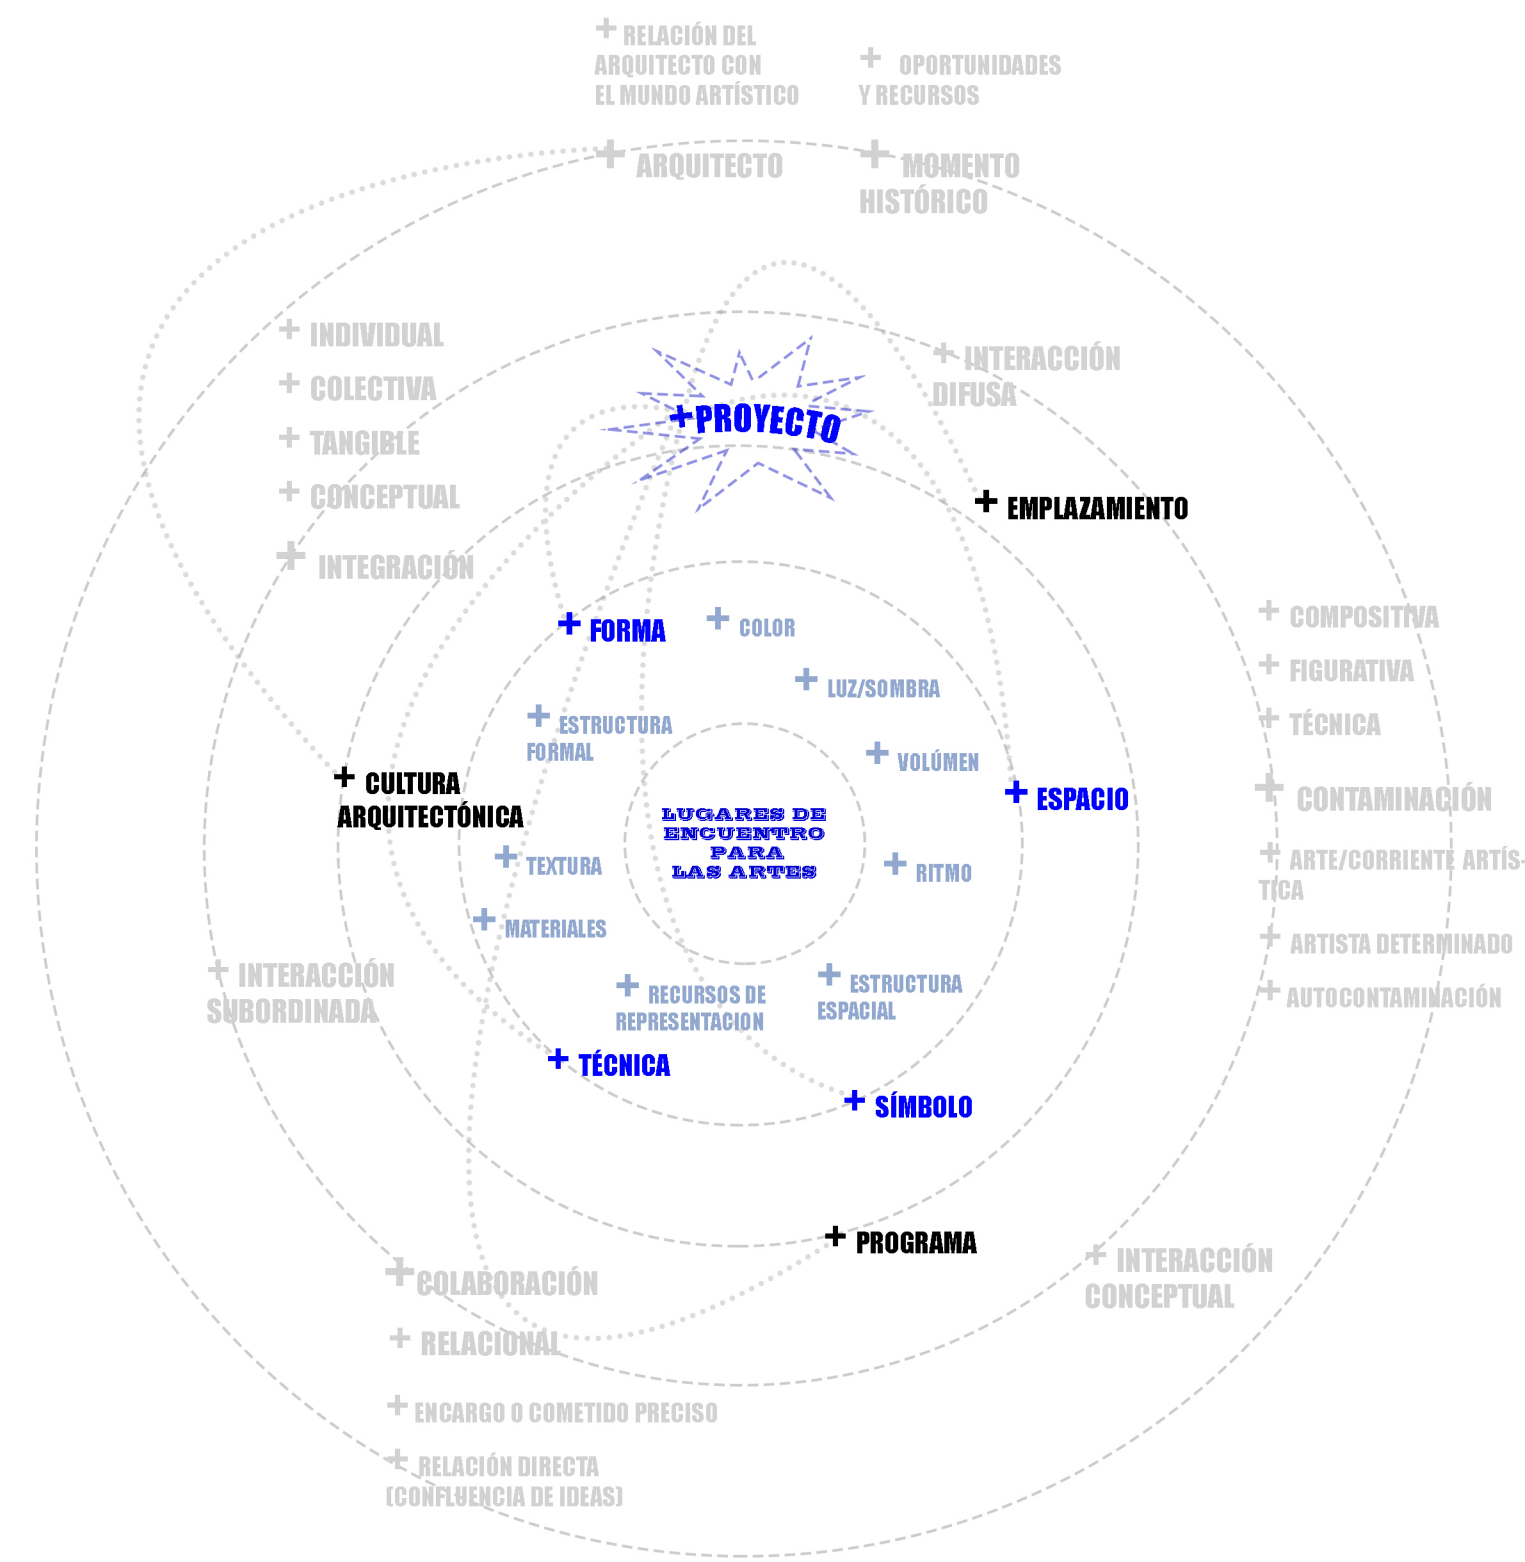 + RELACIÓN DEL
ARQUITECTO CON
EL MUNDO ARTÍSTICO
+ OPORTUNIDADES
Y RECURSOS
+ ARQUITECTO
+ MOMENTO
HISTÓRICO
+ INDIVIDUAL
+ COLECTIVA
+ TANGIBLE
+ CONCEPTUAL
+ INTEGRACIÓN
+ INTERACCIÓN
DIFUSA
+PROYECTO
+ EMPLAZAMIENTO
+ FORMA
+ COLOR
+ LUZ/SOMBRA
+ ESTRUCTURA
FORMAL
+ VOLÚMEN
+ COMPOSITIVA
+ FIGURATIVA
+ TÉCNICA
+ CONTAMINACIÓN
+ ARTE/CORRIENTE ARTÍS-
TICA
+ ARTISTA DETERMINADO
+ AUTOCONTAMINACIÓN
+ CULTURA
ARQUITECTÓNICA
+ ESPACIO
LUGARES DE
ENCUENTRO
PARA
LAS ARTES
+ TEXTURA
+ RITMO
+ MATERIALES
+ INTERACCIÓN
SUBORDINADA
+ RECURSOS DE
REPRESENTACION
+ ESTRUCTURA
ESPACIAL
+ TÉCNICA
+ SÍMBOLO
+ PROGRAMA
+ INTERACCIÓN
CONCEPTUAL
+ COLABORACIÓN
+ RELACIONAL
+ ENCARGO O COMETIDO PRECISO
+ RELACIÓN DIRECTA
(CONFLUENCIA DE IDEAS)